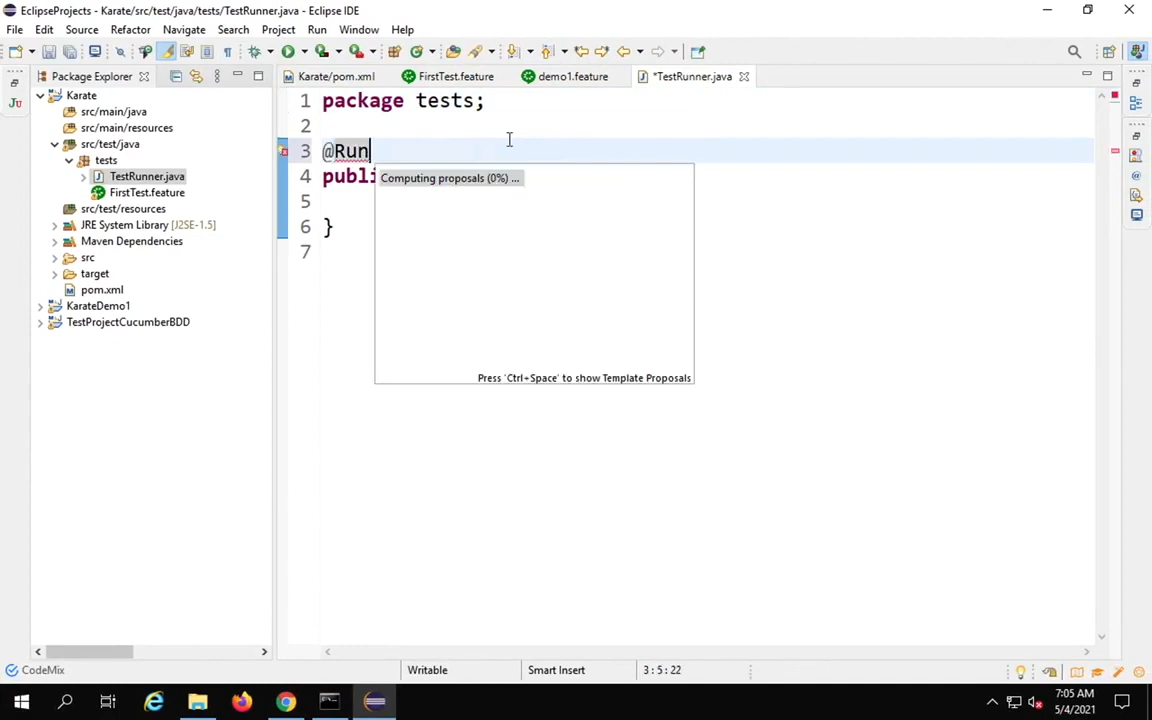 EclipseProjects - Karate/src/test/java/tests/TestRunner.java - Eclipse IDE
File Edit Source Refactor Navigate Search Project Run Window Help
Package Explorer
Karate/pom.xml
FirstTest.feature
demo1.feature
*TestRunner.java
Karate
src/main/java
src/main/resources
src/test/java
tests
TestRunner.java
FirstTest.feature
src/test/resources
JRE System Library [J2SE-1.5]
Maven Dependencies
src
target
pom.xml
KarateDemo1
TestProjectCucumberBDD
1 package tests;
2
3 @Run
4 publi
5
6 }
7
Computing proposals (0%) ...
Press 'Ctrl+Space' to show Template Proposals
CodeMix
Writable
Smart Insert
3 : 5 : 22
7:05 AM
5/4/2021